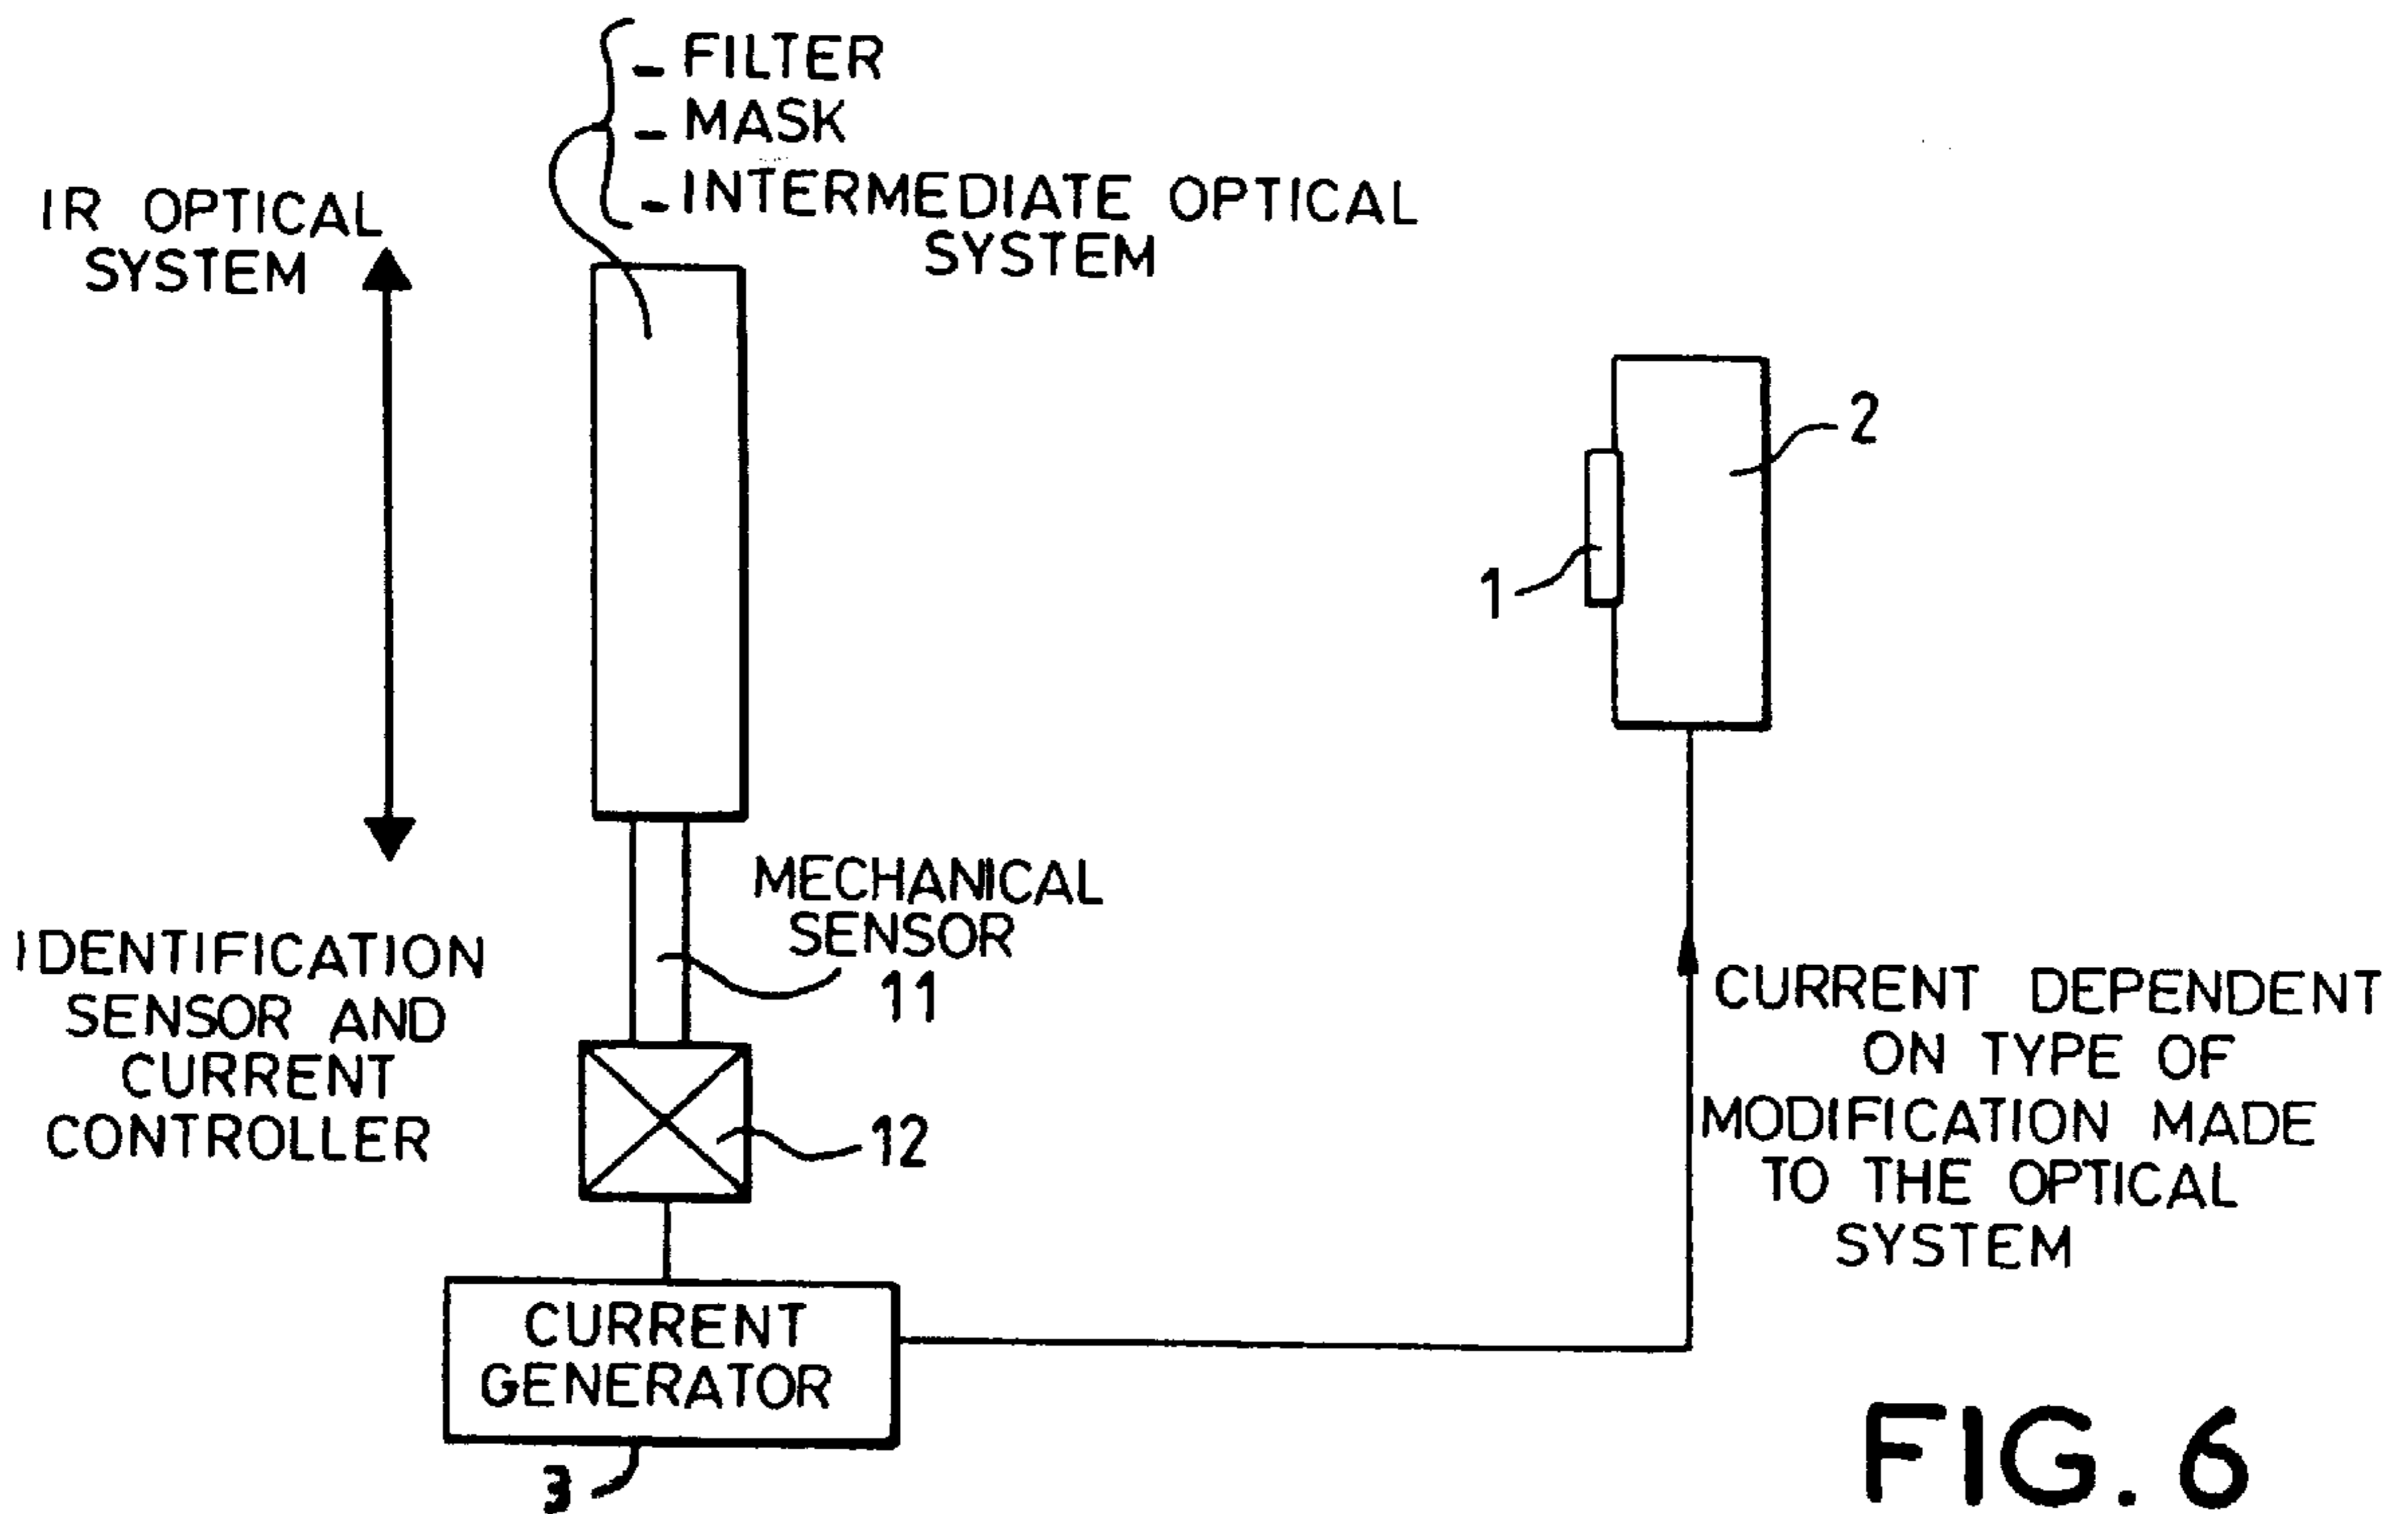 - FILTER
- MASK
- INTERMEDIATE OPTICAL
SYSTEM
IR OPTICAL
SYSTEM
2
1
MECHANICAL
SENSOR
11
IDENTIFICATION
SENSOR AND
CURRENT
CONTROLLER
12
CURRENT DEPENDENT
ON TYPE OF
MODIFICATION MADE
TO THE OPTICAL
SYSTEM
CURRENT
GENERATOR
3
FIG. 6